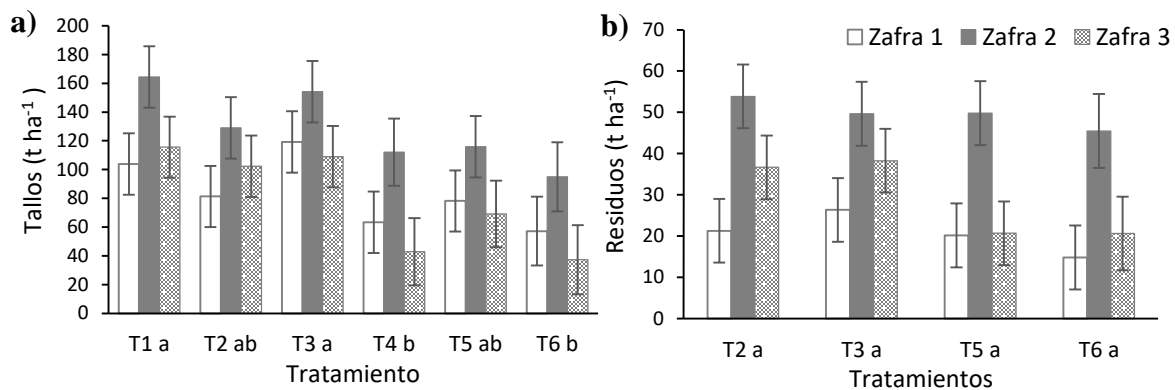 a)
Tallos (t ha-1)
200
180
160
140
120
100
80
60
40
20
0
T1 a T2 ab T3 a T4 b T5 ab T6 b
Tratamiento
b)
Zafra 1 Zafra 2 Zafra 3
Residuos (t ha-1)
70
60
50
40
30
20
10
0
T2 a T3 a T5 a T6 a
Tratamientos